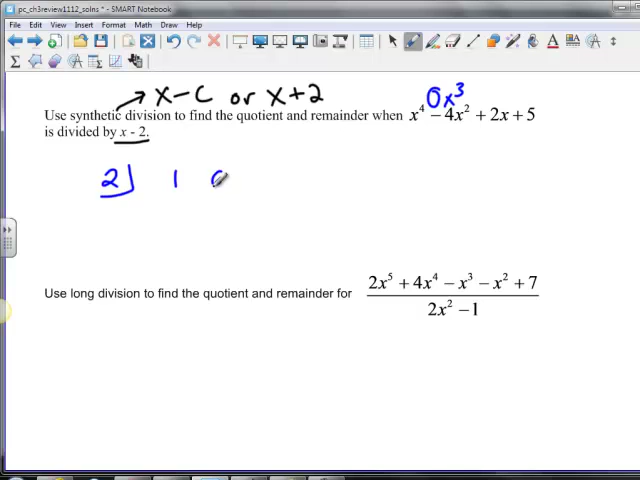 pc_ch3review1112_solns * - SMART Notebook
File Edit View Insert Format Draw Math Window Help
x-c or x+2
0x³
Use synthetic division to find the quotient and remainder when x⁴ − 4x² + 2x + 5
is divided by x - 2.
2 1
Use long division to find the quotient and remainder for
2x⁵ + 4x⁴ − x³ − x² + 7
2x² − 1